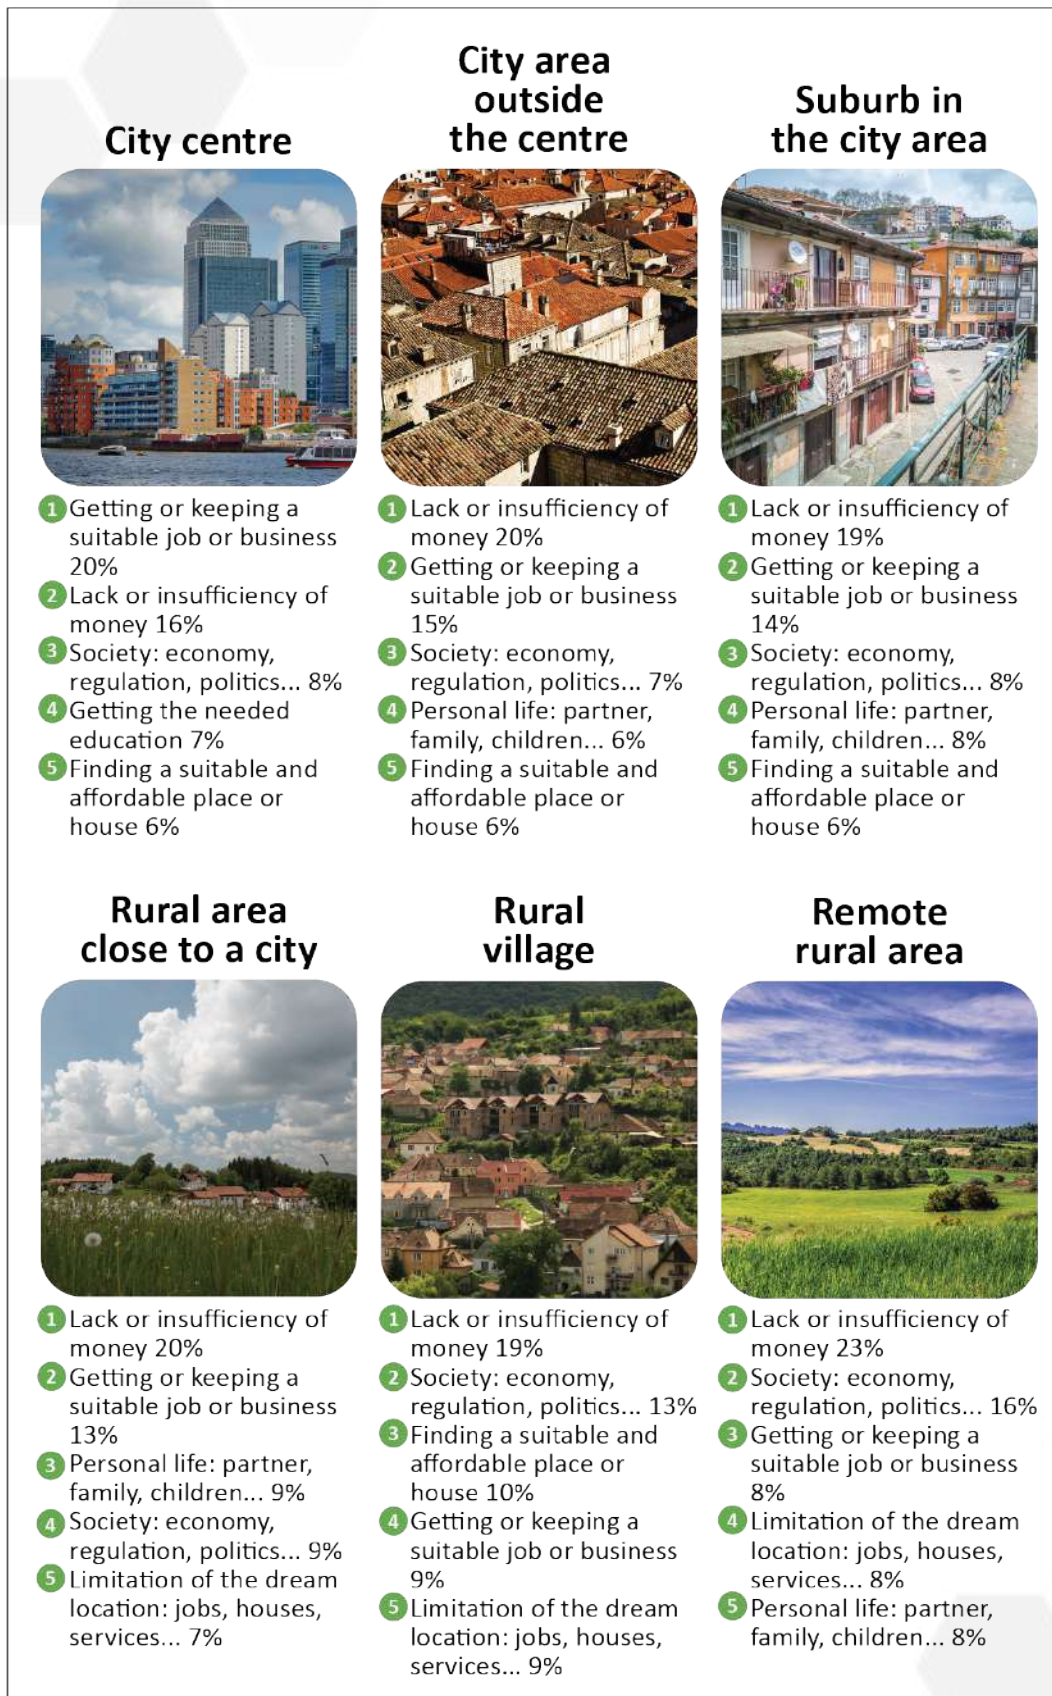 City centre
1 Getting or keeping a
suitable job or business
20%
2 Lack or insufficiency of
money 16%
3 Society: economy,
regulation, politics... 8%
4 Getting the needed
education 7%
5 Finding a suitable and
affordable place or
house 6%
City area
outside
the centre
1 Lack or insufficiency of
money 20%
2 Getting or keeping a
suitable job or business
15%
3 Society: economy,
regulation, politics... 7%
4 Personal life: partner,
family, children... 6%
5 Finding a suitable and
affordable place or
house 6%
Suburb in
the city area
1 Lack or insufficiency of
money 19%
2 Getting or keeping a
suitable job or business
14%
3 Society: economy,
regulation, politics... 8%
4 Personal life: partner,
family, children... 8%
5 Finding a suitable and
affordable place or
house 6%
Rural area
close to a city
1 Lack or insufficiency of
money 20%
2 Getting or keeping a
suitable job or business
13%
3 Personal life: partner,
family, children... 9%
4 Society: economy,
regulation, politics... 9%
5 Limitation of the dream
location: jobs, houses,
services... 7%
Rural
village
1 Lack or insufficiency of
money 19%
2 Society: economy,
regulation, politics... 13%
3 Finding a suitable and
affordable place or
house 10%
4 Getting or keeping a
suitable job or business
9%
5 Limitation of the dream
location: jobs, houses,
services... 9%
Remote
rural area
1 Lack or insufficiency of
money 23%
2 Society: economy,
regulation, politics... 16%
3 Getting or keeping a
suitable job or business
8%
4 Limitation of the dream
location: jobs, houses,
services... 8%
5 Personal life: partner,
family, children... 8%